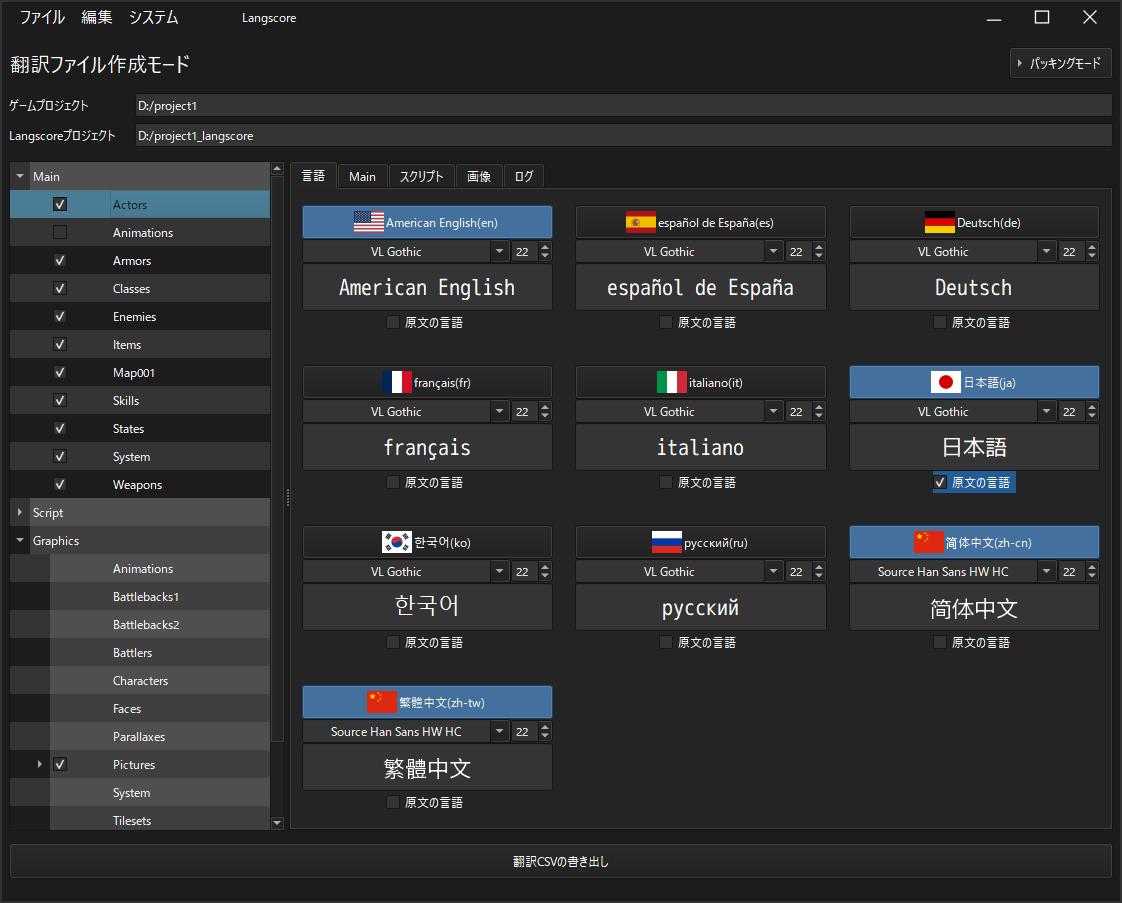 ファイル 編集 システム Langscore
翻訳ファイル作成モード
パッキングモード
ゲームプロジェクト D:/project1
Langscoreプロジェクト D:/project1_langscore
Main
Actors
Animations
Armors
Classes
Enemies
Items
Map001
Skills
States
System
Weapons
Script
Graphics
Animations
Battlebacks1
Battlebacks2
Battlers
Characters
Faces
Parallaxes
Pictures
System
Tilesets
言語 Main スクリプト 画像 ログ
American English(en) español de España(es) Deutsch(de)
VL Gothic 22 VL Gothic 22 VL Gothic 22
American English español de España Deutsch
原文の言語 原文の言語 原文の言語
français(fr) italiano(it) 日本語(ja)
VL Gothic 22 VL Gothic 22 VL Gothic 22
français italiano 日本語
原文の言語 原文の言語 原文の言語
한국어(ko) русский(ru) 简体中文(zh-cn)
VL Gothic 22 VL Gothic 22 Source Han Sans HW HC 22
한국어 русский 简体中文
原文の言語 原文の言語 原文の言語
繁體中文(zh-tw)
Source Han Sans HW HC 22
繁體中文
原文の言語
翻訳CSVの書き出し